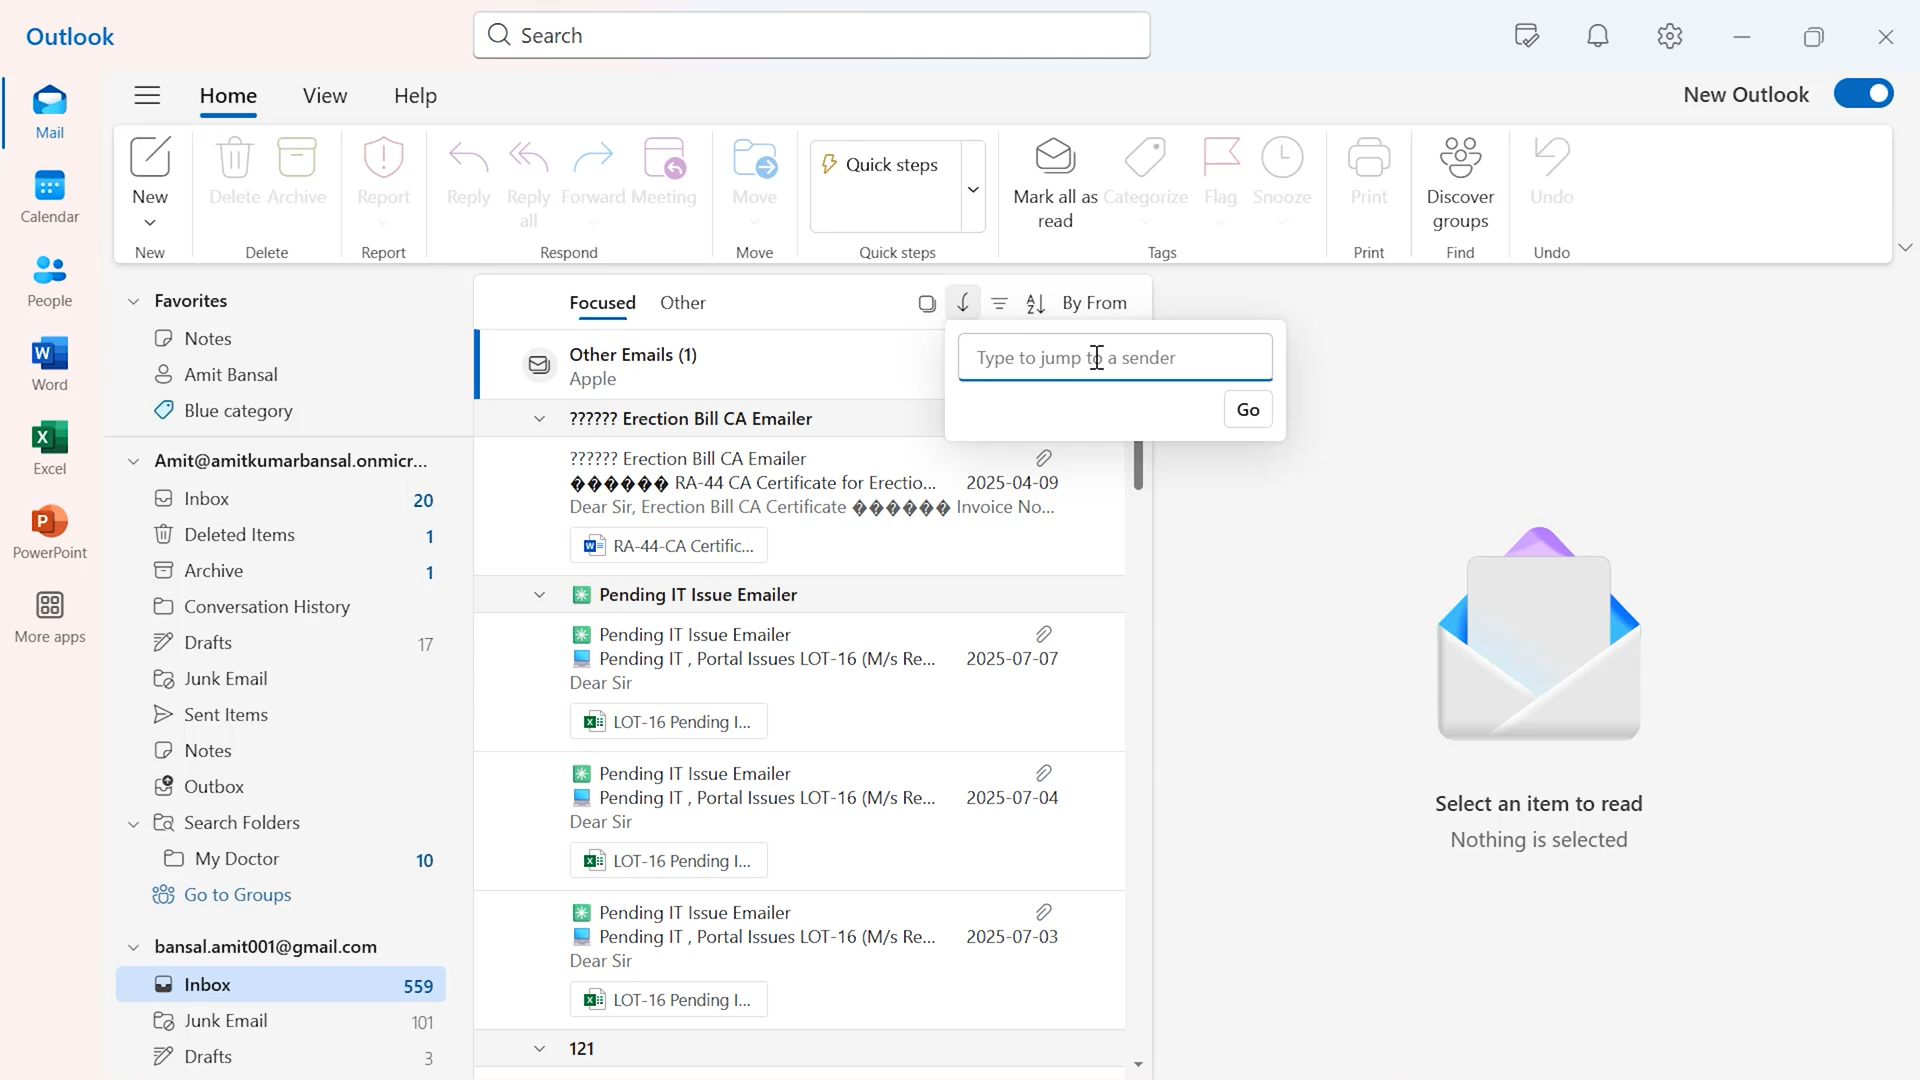 Outlook
Search
Mail
Calendar
People
Word
Excel
PowerPoint
More apps
Home View Help
New Outlook
New
Delete Archive
Report
Reply
Reply all
Forward
Meeting
Move
Quick steps
Mark all as read
Categorize
Flag
Snooze
Print
Discover groups
Undo
New
Delete
Report
Respond
Move
Quick steps
Tags
Print
Find
Undo
Favorites
Notes
Amit Bansal
Blue category
Amit@amitkumarbansal.onmicr...
Inbox 20
Deleted Items 1
Archive 1
Conversation History
Drafts 17
Junk Email
Sent Items
Notes
Outbox
Search Folders
My Doctor 10
Go to Groups
bansal.amit001@gmail.com
Inbox 559
Junk Email 101
Drafts 3
Focused Other By From
Type to jump to a sender
Go
Other Emails (1)
Apple
?????? Erection Bill CA Emailer
?????? Erection Bill CA Emailer
������ RA-44 CA Certificate for Erectio... 2025-04-09
Dear Sir, Erection Bill CA Certificate ������ Invoice No...
RA-44-CA Certific...
Pending IT Issue Emailer
Pending IT Issue Emailer
Pending IT , Portal Issues LOT-16 (M/s Re... 2025-07-07
Dear Sir
LOT-16 Pending I...
Pending IT Issue Emailer
Pending IT , Portal Issues LOT-16 (M/s Re... 2025-07-04
Dear Sir
LOT-16 Pending I...
Pending IT Issue Emailer
Pending IT , Portal Issues LOT-16 (M/s Re... 2025-07-03
Dear Sir
LOT-16 Pending I...
121
Select an item to read
Nothing is selected